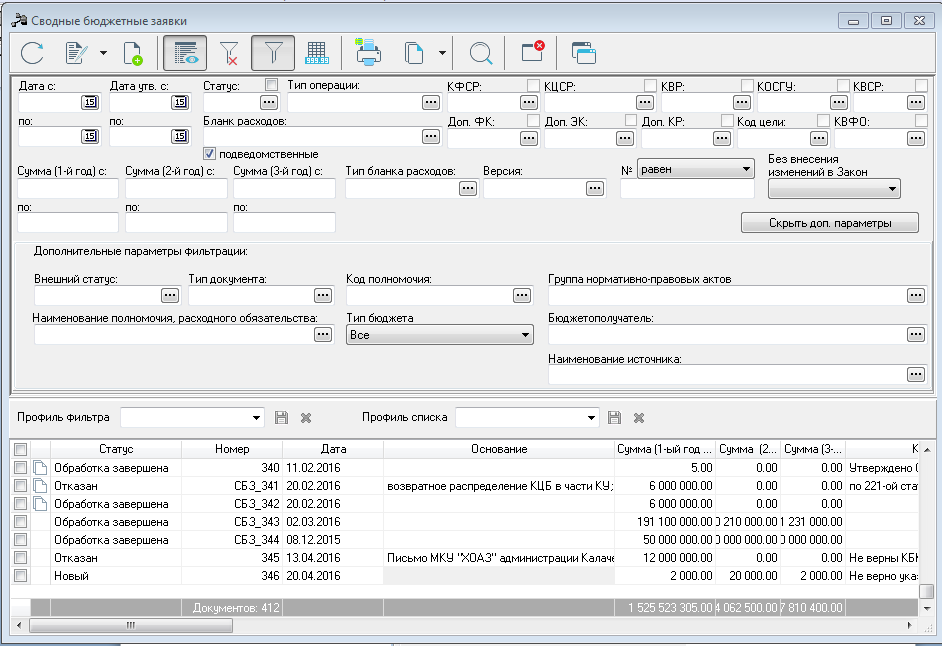 Сводные бюджетные заявки
Дата с: Дата утв. с: Статус: Тип операции: КФСР: КЦСР: КВР: КОСГУ: КВСР:
по: по: Бланк расходов: Доп. ФК: Доп. ЭК: Доп. КР: Код цели: КВФО:
подведомственные
Сумма (1-й год) с: Сумма (2-й год) с: Сумма (3-й год) с: Тип бланка расходов: Версия: № равен Без внесения
изменений в Закон
по: по: по:
Скрыть доп. параметры
Дополнительные параметры фильтрации:
Внешний статус: Тип документа: Код полномочия: Группа нормативно-правовых актов
Наименование полномочия, расходного обязательства: Тип бюджета Бюджетополучатель:
Все
Наименование источника:
Профиль фильтра Профиль списка
Статус Номер Дата Основание Сумма (1-ый год ... Сумма (2... Сумма (3-... К
Обработка завершена 340 11.02.2016 5.00 0.00 0.00 Утверждено
Отказан СБЗ_341 20.02.2016 возвратное распределение КЦБ в части КУ; 6 000 000.00 0.00 0.00 по 221-ой ста
Обработка завершена СБЗ_342 20.02.2016 6 000 000.00 0.00 0.00
Обработка завершена СБЗ_343 02.03.2016 191 100 000.00 0 210 000.00 1 231 000.00
Обработка завершена СБЗ_344 08.12.2015 50 000 000.00 0 000 000.00 0 000 000.00
Отказан 345 13.04.2016 Письмо МКУ "ХОАЗ" администрации Калаче 12 000 000.00 0.00 0.00 Не верны КБК
Новый 346 20.04.2016 2 000.00 20 000.00 2 000.00 Не верно ука
Документов: 412 1 525 523 305.00 4 062 500.00 7 810 400.00